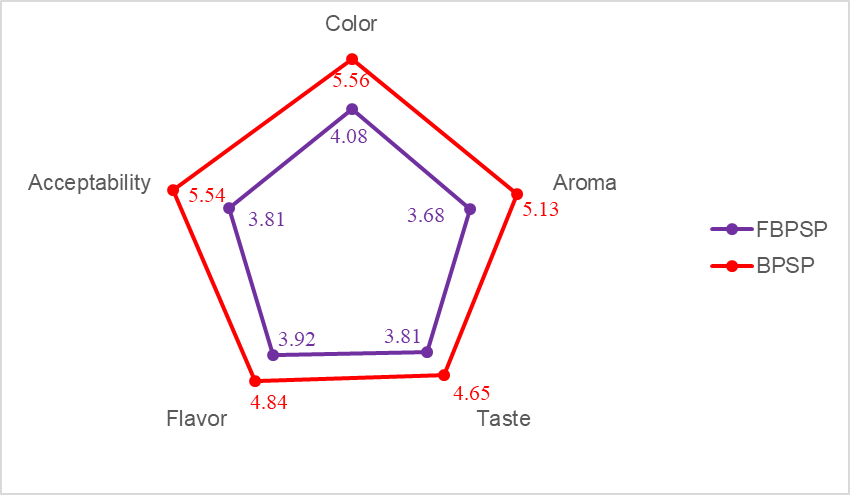 Color
5.56
4.08
Acceptability
Aroma
5.54
3.81
3.68
5.13
FBPSP
BPSP
3.92
3.81
4.84
4.65
Flavor
Taste